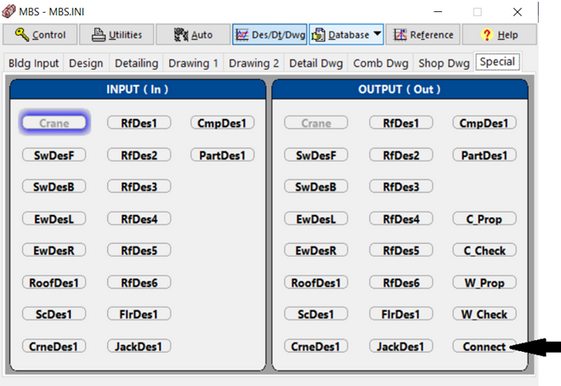 MBS - MBS.INI
Control Utilities Auto Des/Dt/Dwg Database Reference Help
Bldg Input Design Detailing Drawing 1 Drawing 2 Detail Dwg Comb Dwg Shop Dwg Special
INPUT ( In ) OUTPUT ( Out )
Crane RfDes1 CmpDes1 Crane RfDes1 CmpDes1
SwDesF RfDes2 PartDes1 SwDesF RfDes2 PartDes1
SwDesB RfDes3 SwDesB RfDes3
EwDesL RfDes4 EwDesL RfDes4 C_Prop
EwDesR RfDes5 EwDesR RfDes5 C_Check
RoofDes1 RfDes6 RoofDes1 RfDes6 W_Prop
ScDes1 FlrDes1 ScDes1 FlrDes1 W_Check
CrneDes1 JackDes1 CrneDes1 JackDes1 Connect